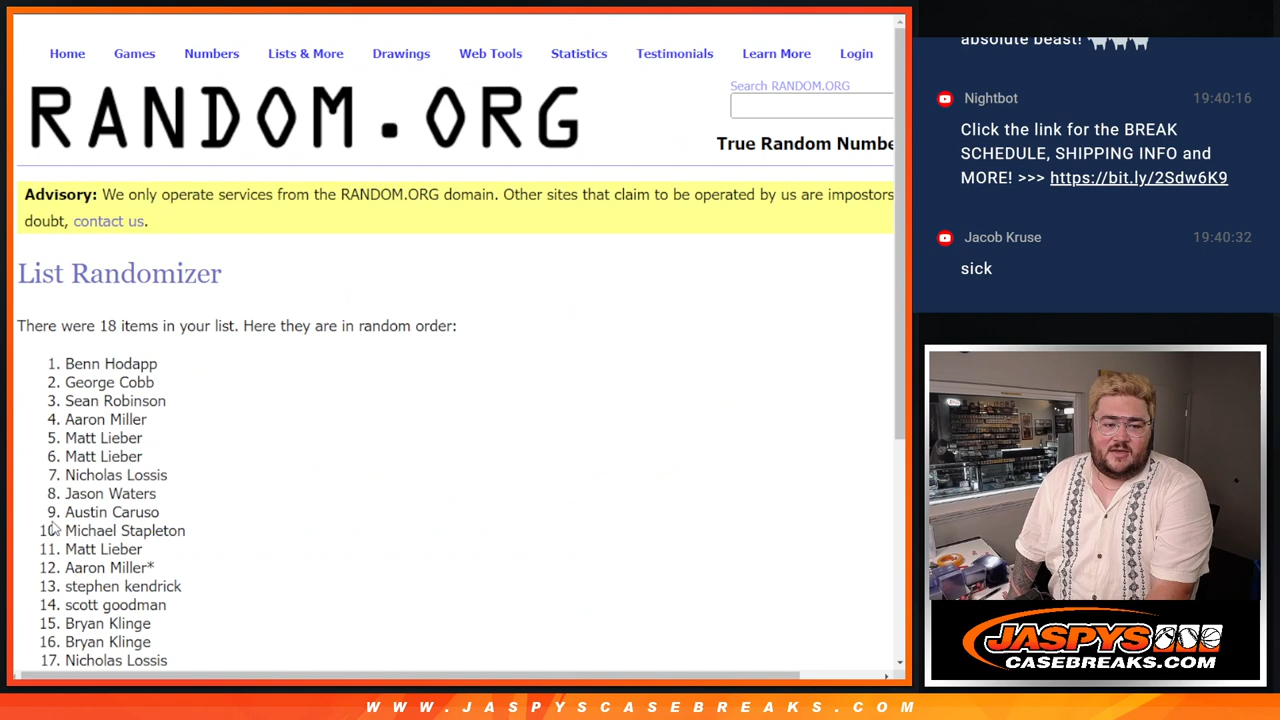 Home Games Numbers Lists & More Drawings Web Tools Statistics Testimonials Learn More Login
RANDOM.ORG
Search RANDOM.ORG
True Random Numbe
Advisory: We only operate services from the RANDOM.ORG domain. Other sites that claim to be operated by us are impostors
doubt, contact us.
List Randomizer
There were 18 items in your list. Here they are in random order:
1. Benn Hodapp
2. George Cobb
3. Sean Robinson
4. Aaron Miller
5. Matt Lieber
6. Matt Lieber
7. Nicholas Lossis
8. Jason Waters
9. Austin Caruso
10. Michael Stapleton
11. Matt Lieber
12. Aaron Miller*
13. stephen kendrick
14. scott goodman
15. Bryan Klinge
16. Bryan Klinge
17. Nicholas Lossis
absolute beast!
Nightbot 19:40:16
Click the link for the BREAK
SCHEDULE, SHIPPING INFO and
MORE! >>> https://bit.ly/2Sdw6K9
Jacob Kruse 19:40:32
sick
JASPYS
CASEBREAKS.COM
WWW.JASPYSCASEBREAKS.COM